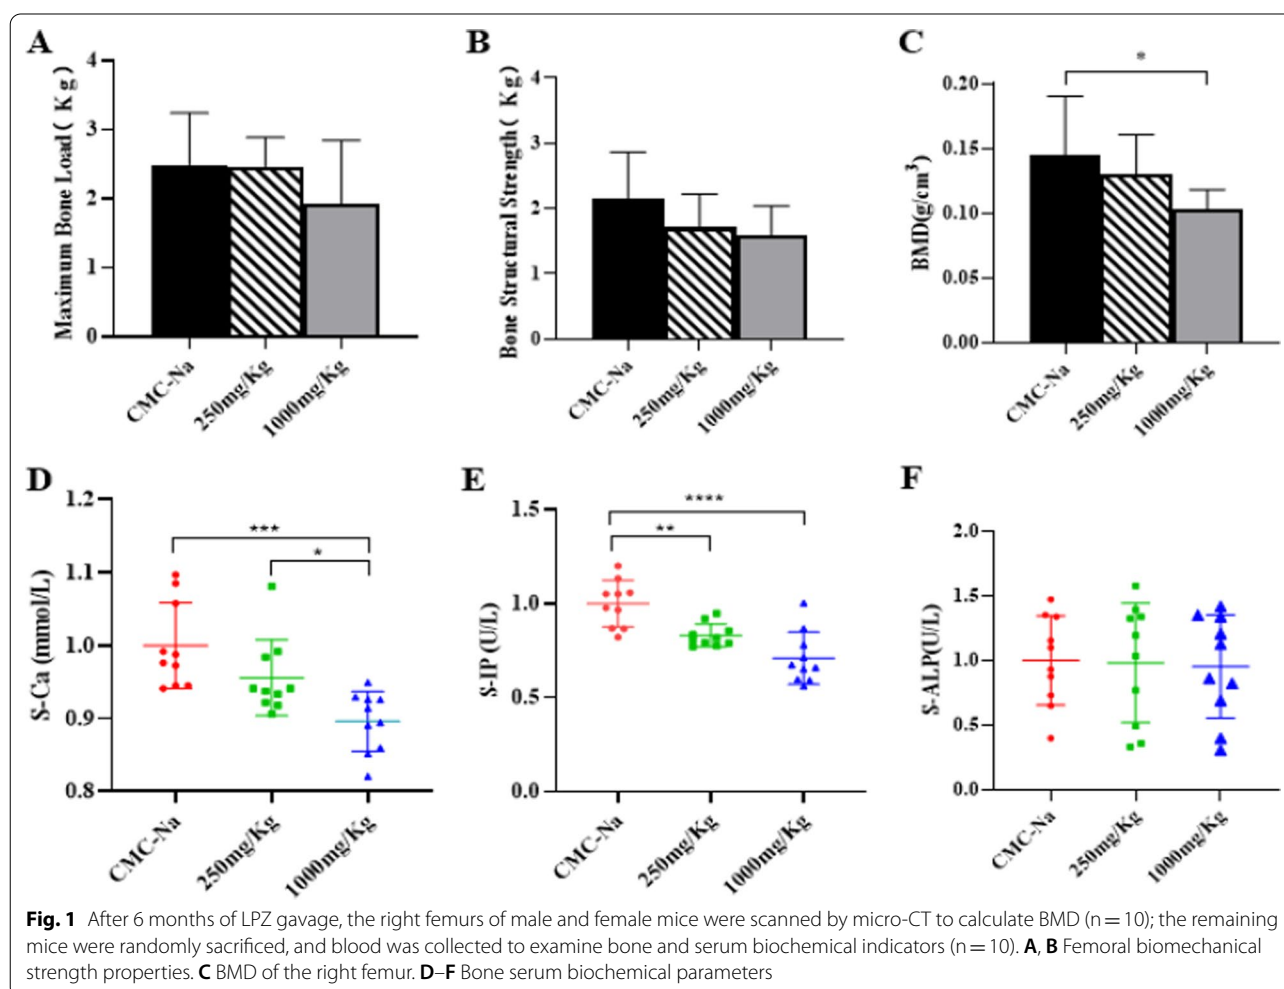 A
Maximum Bone Load( Kg)
4
3
2
1
0
CMC-Na
250mg/Kg
1000mg/Kg
B
Bone Structural Strength( Kg)
4
3
2
1
0
CMC-Na
250mg/Kg
1000mg/Kg
C
BMD(g/cm³)
0.20
0.15
0.10
0.05
0.00
*
CMC-Na
250mg/Kg
1000mg/Kg
D
S-Ca (nmol/L)
1.2
1.1
1.0
0.9
0.8
***
*
CMC-Na
250mg/Kg
1000mg/Kg
E
S-IP (U/L)
1.5
1.0
0.5
0.0
****
**
CMC-Na
250mg/Kg
1000mg/Kg
F
S-ALP(U/L)
2.0
1.5
1.0
0.5
0.0
CMC-Na
250mg/Kg
1000mg/Kg
Fig. 1 After 6 months of LPZ gavage, the right femurs of male and female mice were scanned by micro-CT to calculate BMD (n = 10); the remaining
mice were randomly sacrificed, and blood was collected to examine bone and serum biochemical indicators (n = 10). A, B Femoral biomechanical
strength properties. C BMD of the right femur. D–F Bone serum biochemical parameters